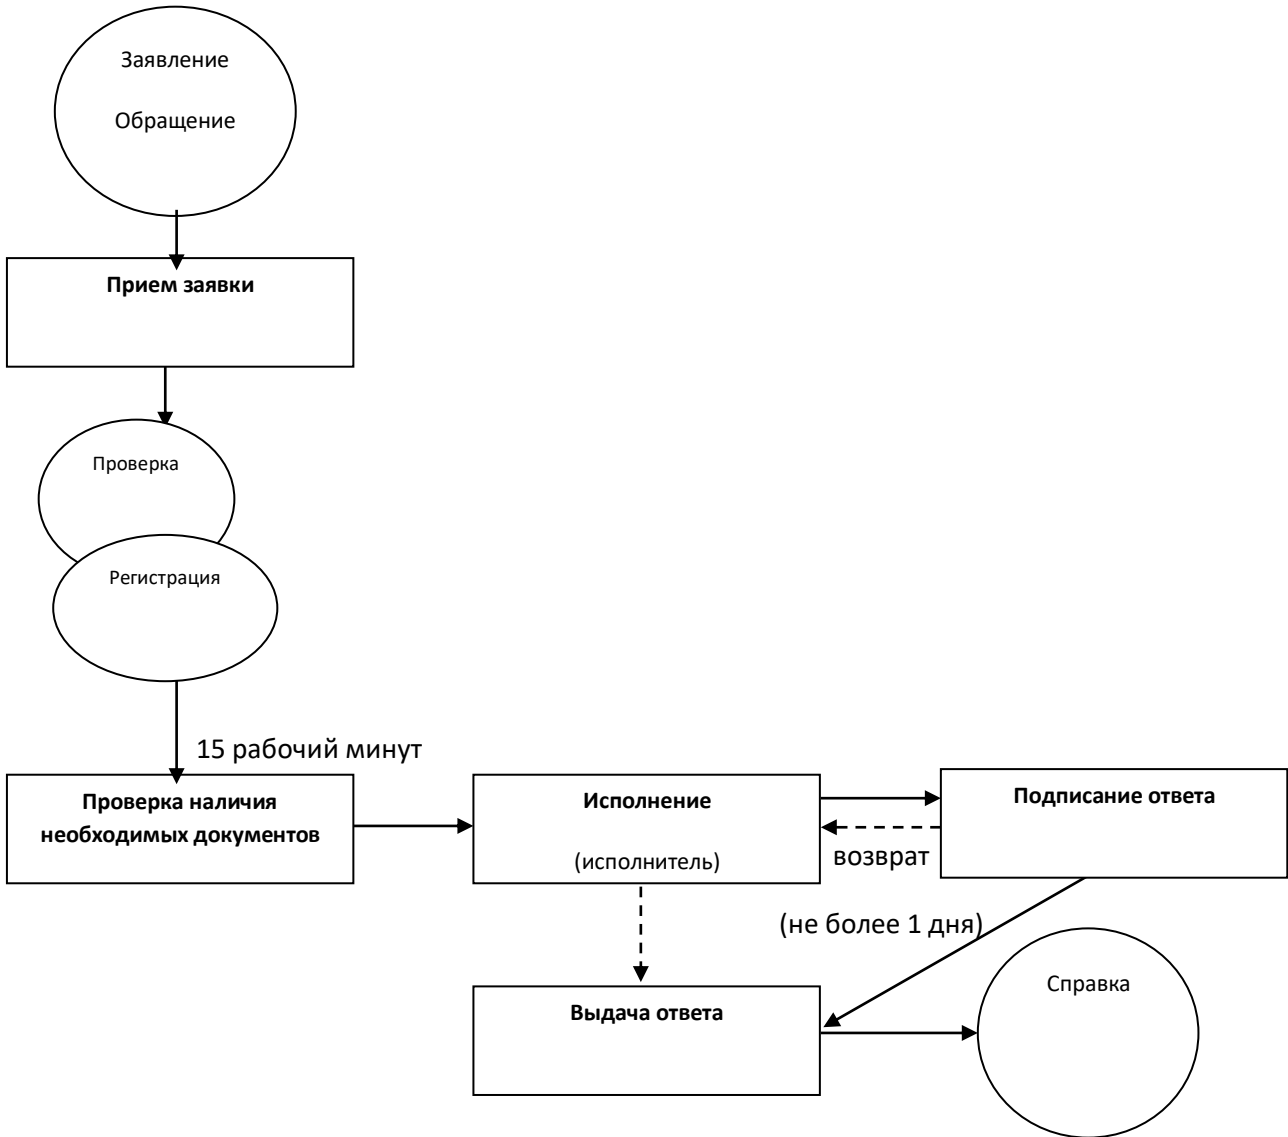 Заявление
Обращение
Прием заявки
Проверка
Регистрация
15 рабочий минут
Проверка наличия
необходимых документов
Исполнение
(исполнитель)
Подписание ответа
возврат
(не более 1 дня)
Выдача ответа
Справка